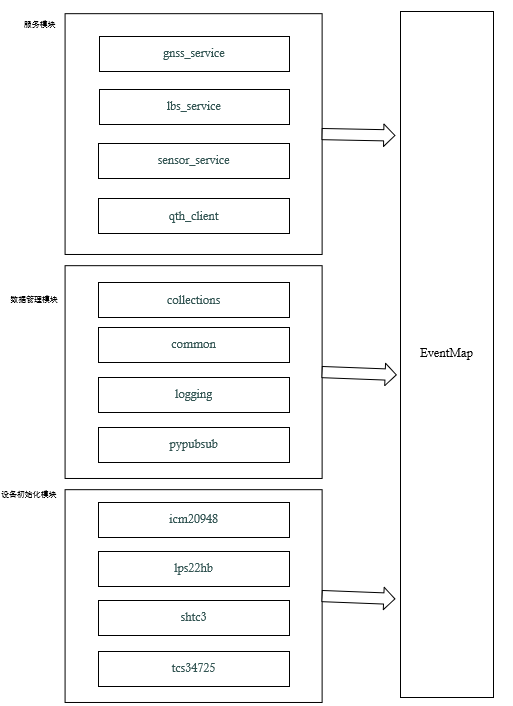 服务模块
gnss_service
lbs_service
sensor_service
qth_client
数据管理模块
collections
common
logging
pypubsub
设备初始化模块
icm20948
lps22hb
shtc3
tcs34725
EventMap